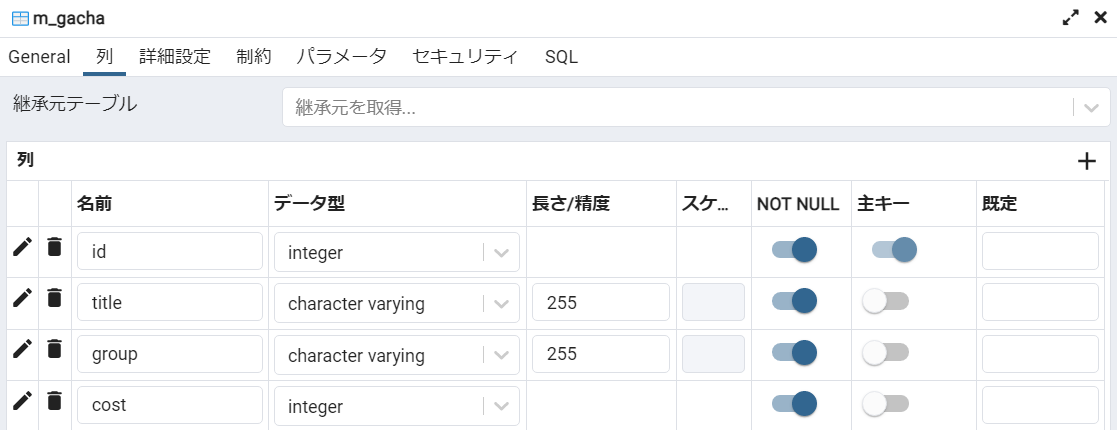 m_gacha
General 列 詳細設定 制約 パラメータ セキュリティ SQL
継承元テーブル 継承元を取得...
列
名前 データ型 長さ/精度 スケ... NOT NULL 主キー 既定
id integer
title character varying 255
group character varying 255
cost integer